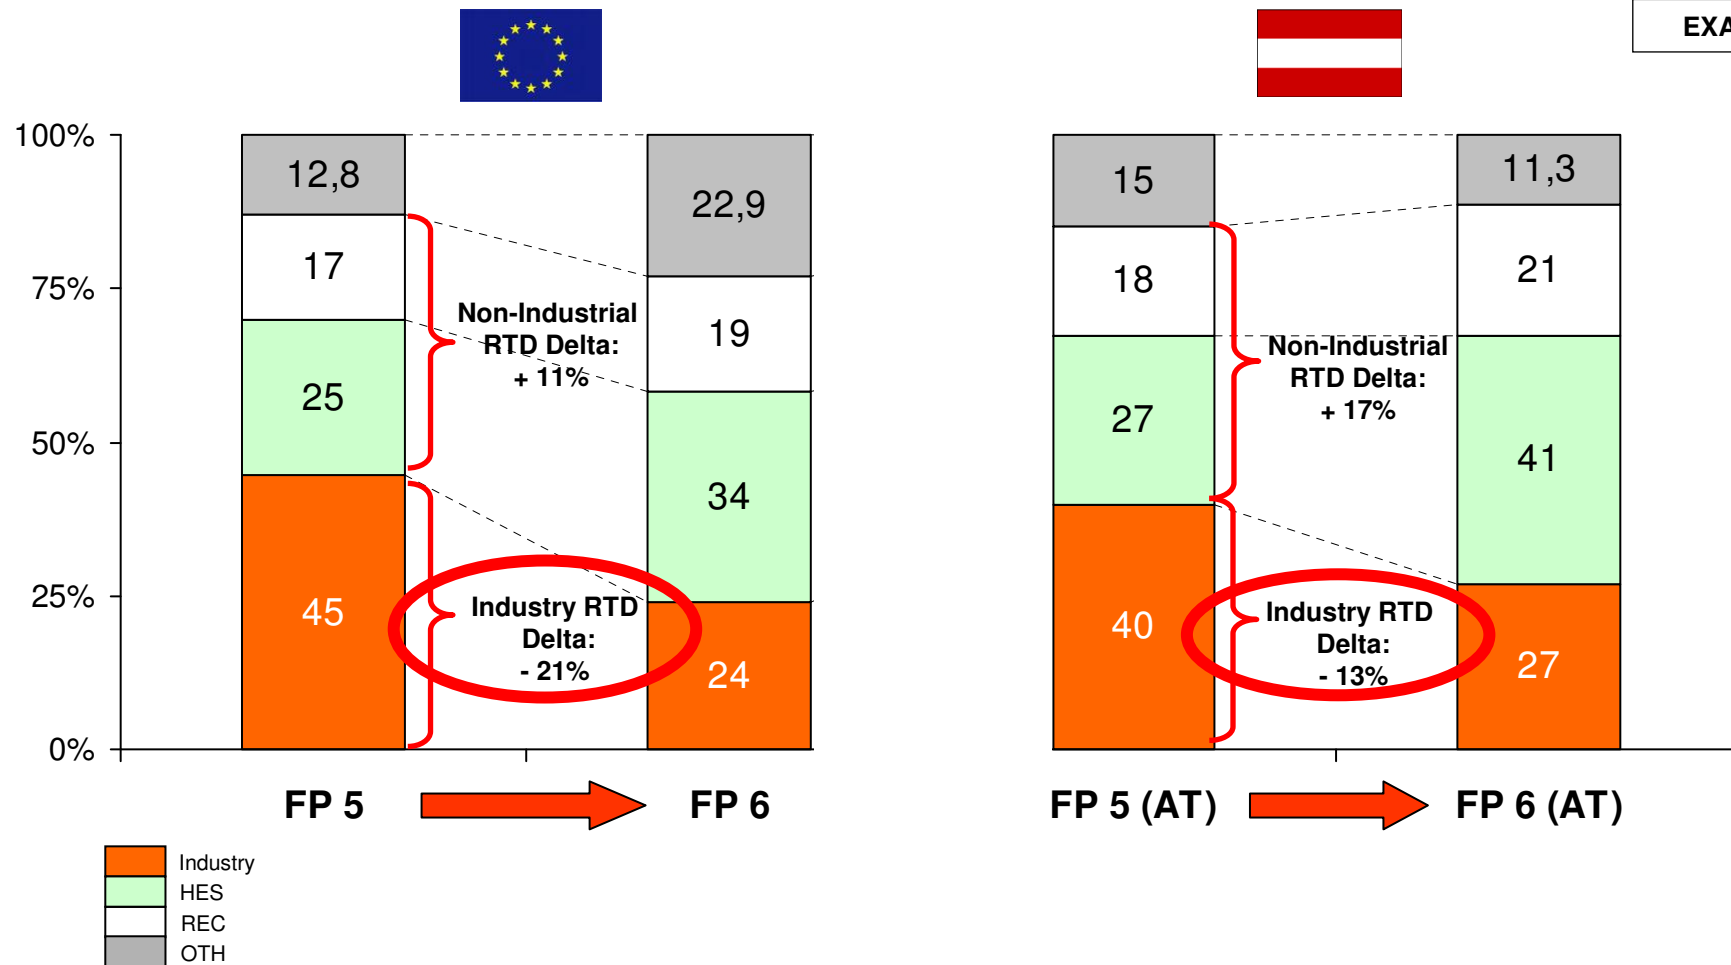 EXA
100%
75%
50%
25%
0%
12,8
17
25
45
Non-Industrial
RTD Delta:
+ 11%
Industry RTD
Delta:
- 21%
22,9
19
34
24
15
18
27
40
Non-Industrial
RTD Delta:
+ 17%
Industry RTD
Delta:
- 13%
11,3
21
41
27
FP 5
FP 6
FP 5 (AT)
FP 6 (AT)
Industry
HES
REC
OTH